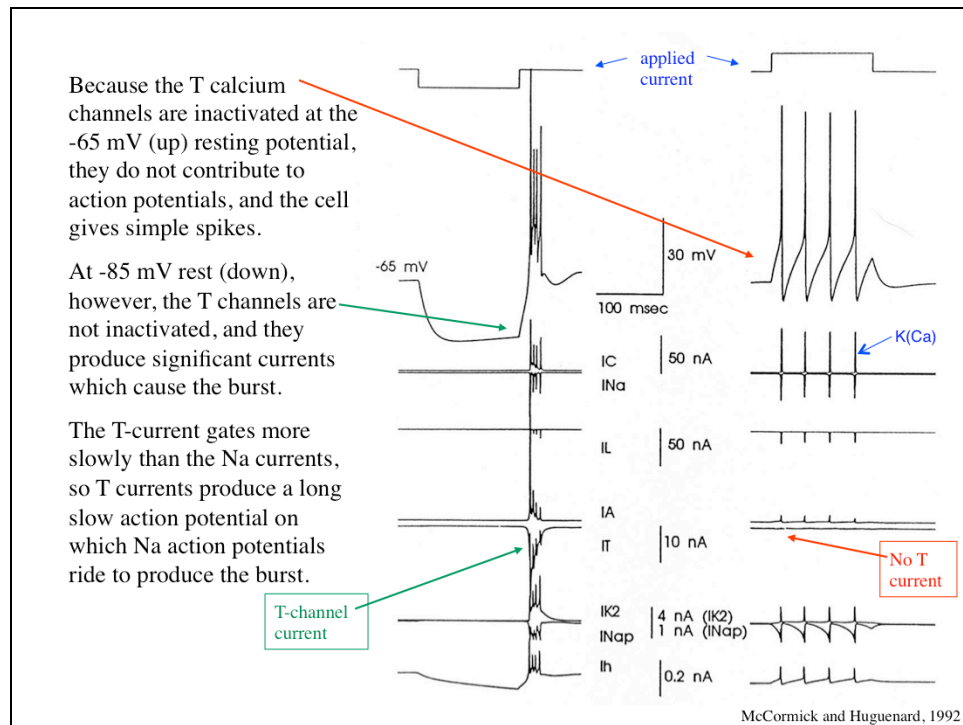 Because the T calcium
channels are inactivated at the
-65 mV (up) resting potential,
they do not contribute to
action potentials, and the cell
gives simple spikes.
At -85 mV rest (down),
however, the T channels are
not inactivated, and they
produce significant currents
which cause the burst.
The T-current gates more
slowly than the Na currents,
so T currents produce a long
slow action potential on
which Na action potentials
ride to produce the burst.
T-channel
current
applied
current
-65 mV
30 mV
100 msec
IC
INa
50 nA
K(Ca)
IL
50 nA
IA
IT
10 nA
No T
current
IK2
INap
4 nA (IK2)
1 nA (INap)
Ih
0.2 nA
McCormick and Huguenard, 1992